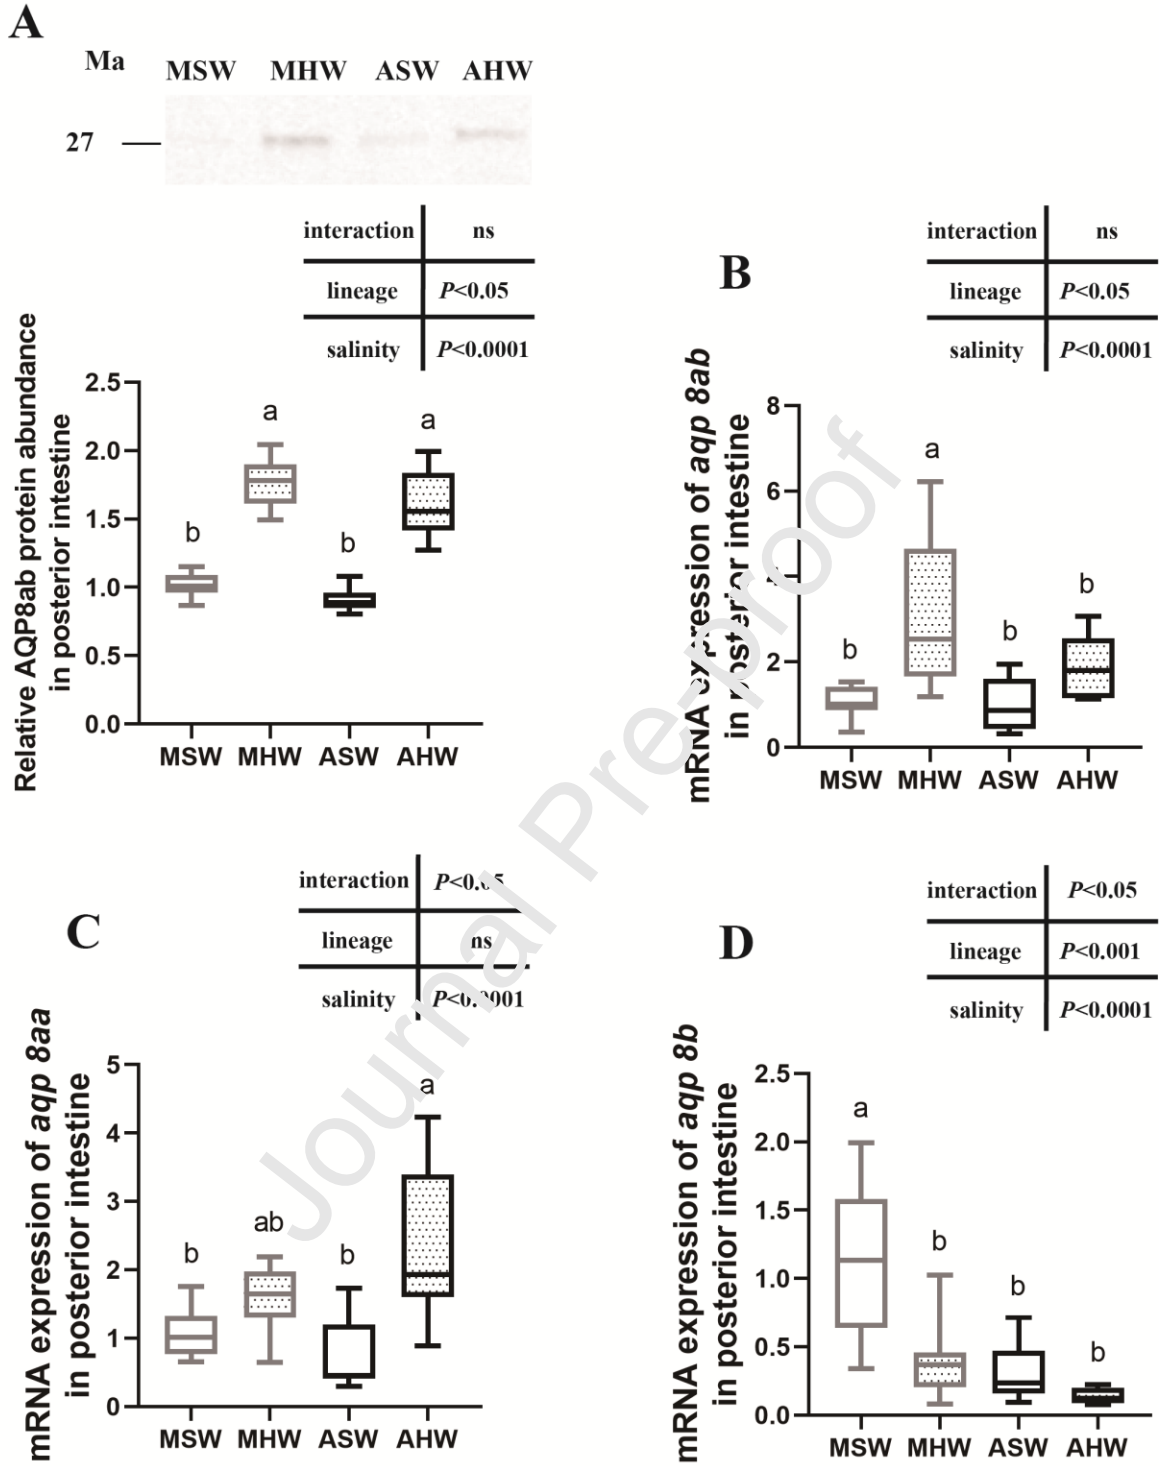 A
Ma MSW MHW ASW AHW
27
interaction ns
lineage P<0.05
salinity P<0.0001
Relative AQP8ab protein abundance
in posterior intestine
2.5
2.0
1.5
1.0
0.5
0.0
a
a
b
b
MSW MHW ASW AHW
B
interaction ns
lineage P<0.05
salinity P<0.0001
mRNA expression of aqp 8ab
in posterior intestine
8
6
2
0
a
b
b
b
MSW MHW ASW AHW
C
interaction P<0.05
lineage ns
salinity P<0.0001
mRNA expression of aqp 8aa
in posterior intestine
5
4
3
2
1
0
b
ab
b
a
MSW MHW ASW AHW
D
interaction P<0.05
lineage P<0.001
salinity P<0.0001
mRNA expression of aqp 8b
in posterior intestine
2.5
2.0
1.5
1.0
0.5
0.0
a
b
b
b
MSW MHW ASW AHW
Journal Pre-proof